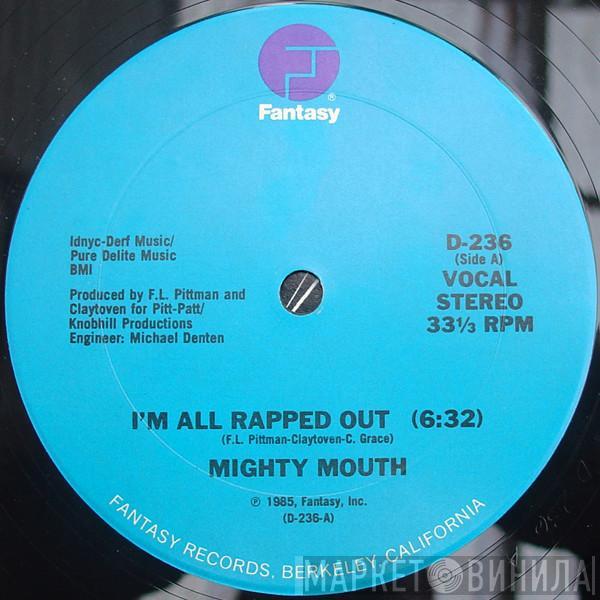 Fantasy®
Idnyc-Derf Music/
Pure Delite Music
BMI
Produced by F.L. Pittman and
Claytoven for Pitt-Patt/
Knobhill Productions
Engineer: Michael Denten
D-236
(Side A)
VOCAL
STEREO
33⅓ RPM
I'M ALL RAPPED OUT (6:32)
(F.L. Pittman-Claytoven-C. Grace)
MIGHTY MOUTH
℗ 1985, Fantasy, Inc.
(D-236-A)
FANTASY RECORDS, BERKELEY, CALIFORNIA
МАРКЕТ ВИНИЛА